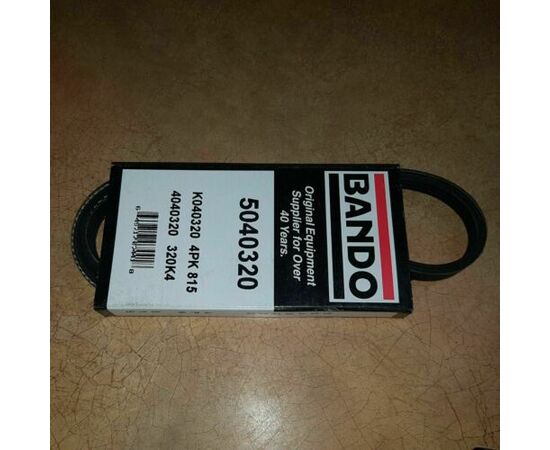 BANDO
Original Equipment
Supplier for Over
40 Years.
5040320
K040320 4PK 815
4040320 320K4